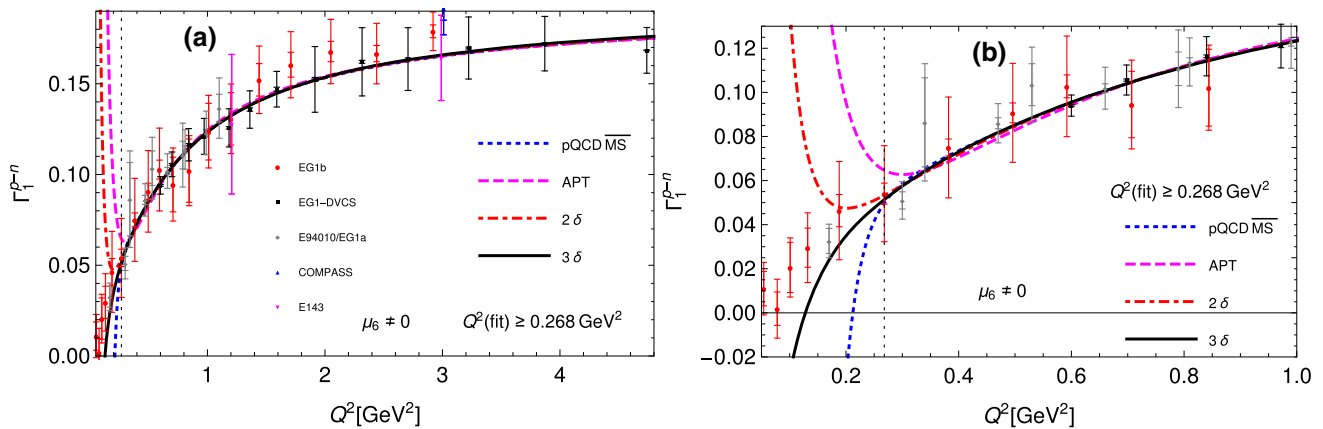 (a)
Γ₁ᵖ⁻ⁿ
0.15
0.10
0.05
0.00
EG1b
EG1-DVCS
E94010/EG1a
COMPASS
E143
pQCD M̅S̅
APT
2 δ
3 δ
μ₆ ≠ 0
Q²(fit) ≥ 0.268 GeV²
1 2 3 4
Q²[GeV²]
(b)
Γ₁ᵖ⁻ⁿ
0.12
0.10
0.08
0.06
0.04
0.02
0.00
-0.02
Q²(fit) ≥ 0.268 GeV²
pQCD M̅S̅
APT
2 δ
3 δ
μ₆ ≠ 0
0.2 0.4 0.6 0.8 1.0
Q²[GeV²]